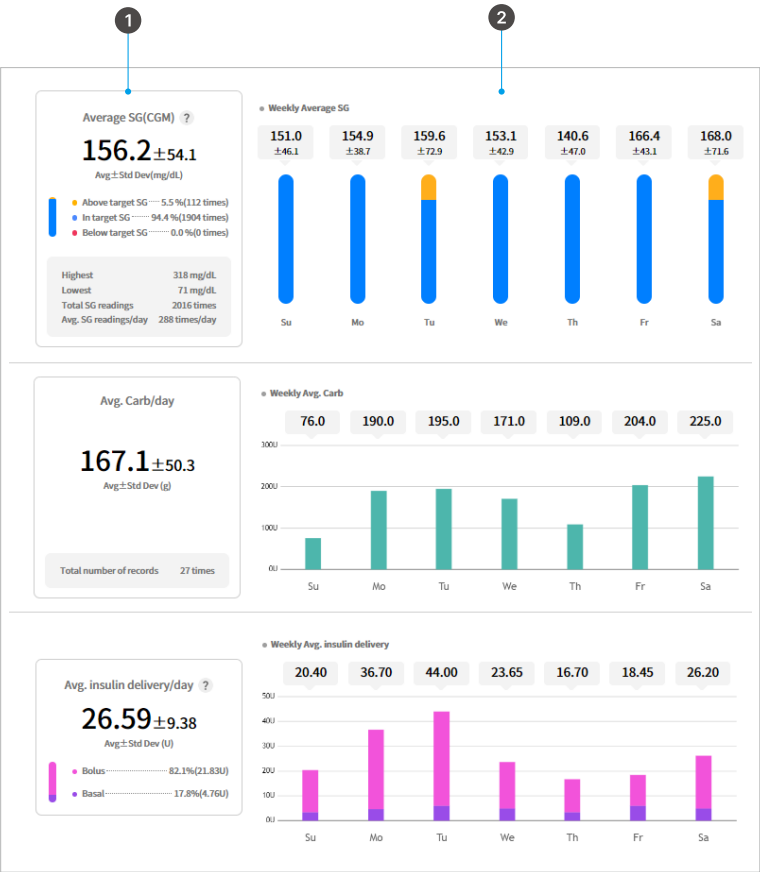 1
2
Average SG(CGM) ?
156.2±54.1
Avg±Std Dev(mg/dL)
Above target SG 5.5 %(112 times)
In target SG 94.4 %(1904 times)
Below target SG 0.0 %(0 times)
Highest 318 mg/dL
Lowest 71 mg/dL
Total SG readings 2016 times
Avg. SG readings/day 288 times/day
Weekly Average SG
151.0 154.9 159.6 153.1 140.6 166.4 168.0
±46.1 ±38.7 ±72.9 ±42.9 ±47.0 ±43.1 ±71.6
Su Mo Tu We Th Fr Sa
Avg. Carb/day
167.1±50.3
Avg±Std Dev (g)
Total number of records 27 times
Weekly Avg. Carb
76.0 190.0 195.0 171.0 109.0 204.0 225.0
300U
200U
100U
0U
Su Mo Tu We Th Fr Sa
Avg. insulin delivery/day ?
26.59±9.38
Avg±Std Dev (U)
Bolus 82.1%(21.83U)
Basal 17.8%(4.76U)
Weekly Avg. insulin delivery
20.40 36.70 44.00 23.65 16.70 18.45 26.20
50U
40U
30U
20U
10U
0U
Su Mo Tu We Th Fr Sa